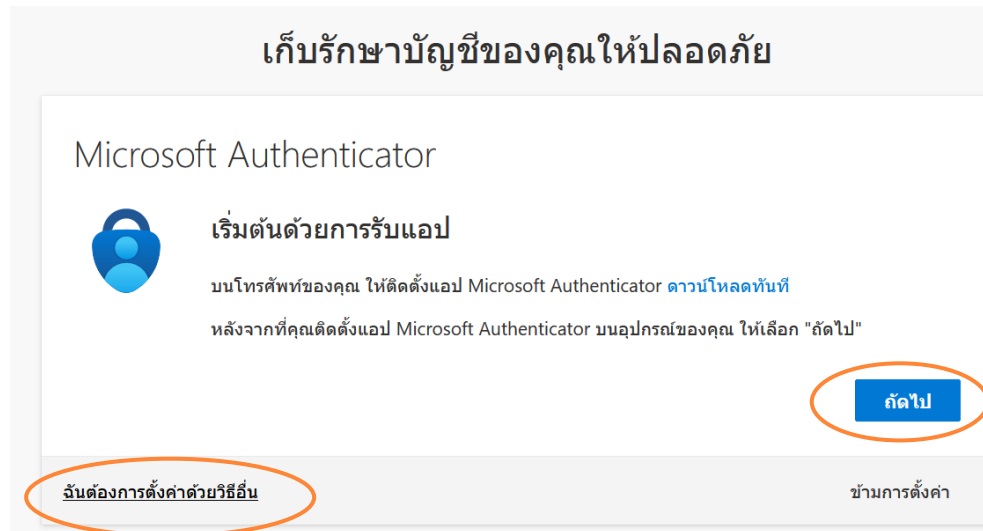 เก็บรักษาบัญชีของคุณให้ปลอดภัย
Microsoft Authenticator
เริ่มต้นด้วยการรับแอป
บนโทรศัพท์ของคุณ ให้ติดตั้งแอป Microsoft Authenticator ดาวน์โหลดทันที
หลังจากที่คุณติดตั้งแอป Microsoft Authenticator บนอุปกรณ์ของคุณ ให้เลือก "ถัดไป"
ถัดไป
ฉันต้องการตั้งค่าด้วยวิธีอื่น
ข้ามการตั้งค่า